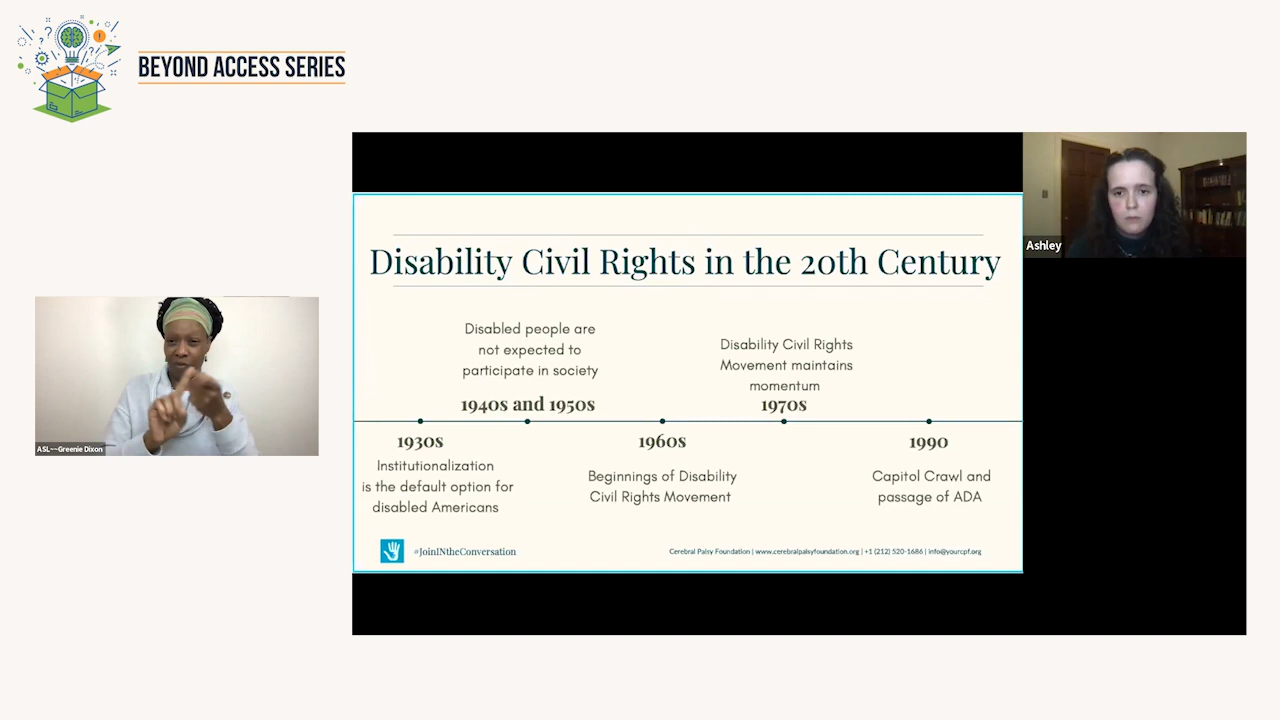 BEYOND ACCESS SERIES
Ashley
Disability Civil Rights in the 20th Century
Disabled people are
not expected to
participate in society
1940s and 1950s
Disability Civil Rights
Movement maintains
momentum
1970s
1930s
Institutionalization
is the default option for
disabled Americans
1960s
Beginnings of Disability
Civil Rights Movement
1990
Capitol Crawl and
passage of ADA
#JoinINtheConversation
Cerebral Palsy Foundation | www.cerebralpalsyfoundation.org | +1 (212) 520-1686 | info@yourcpf.org
ASL--Greenie Dixon